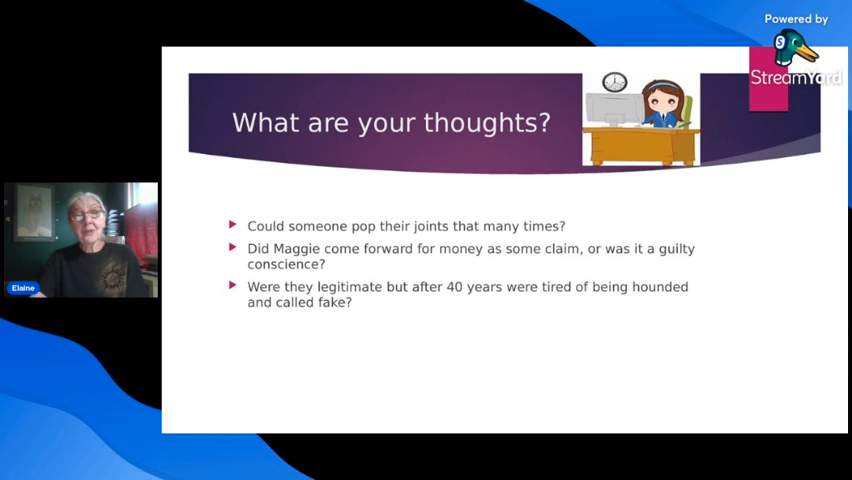 Powered by
StreamYard
What are your thoughts?
Could someone pop their joints that many times?
Did Maggie come forward for money as some claim, or was it a guilty
conscience?
Were they legitimate but after 40 years were tired of being hounded
and called fake?
Elaine